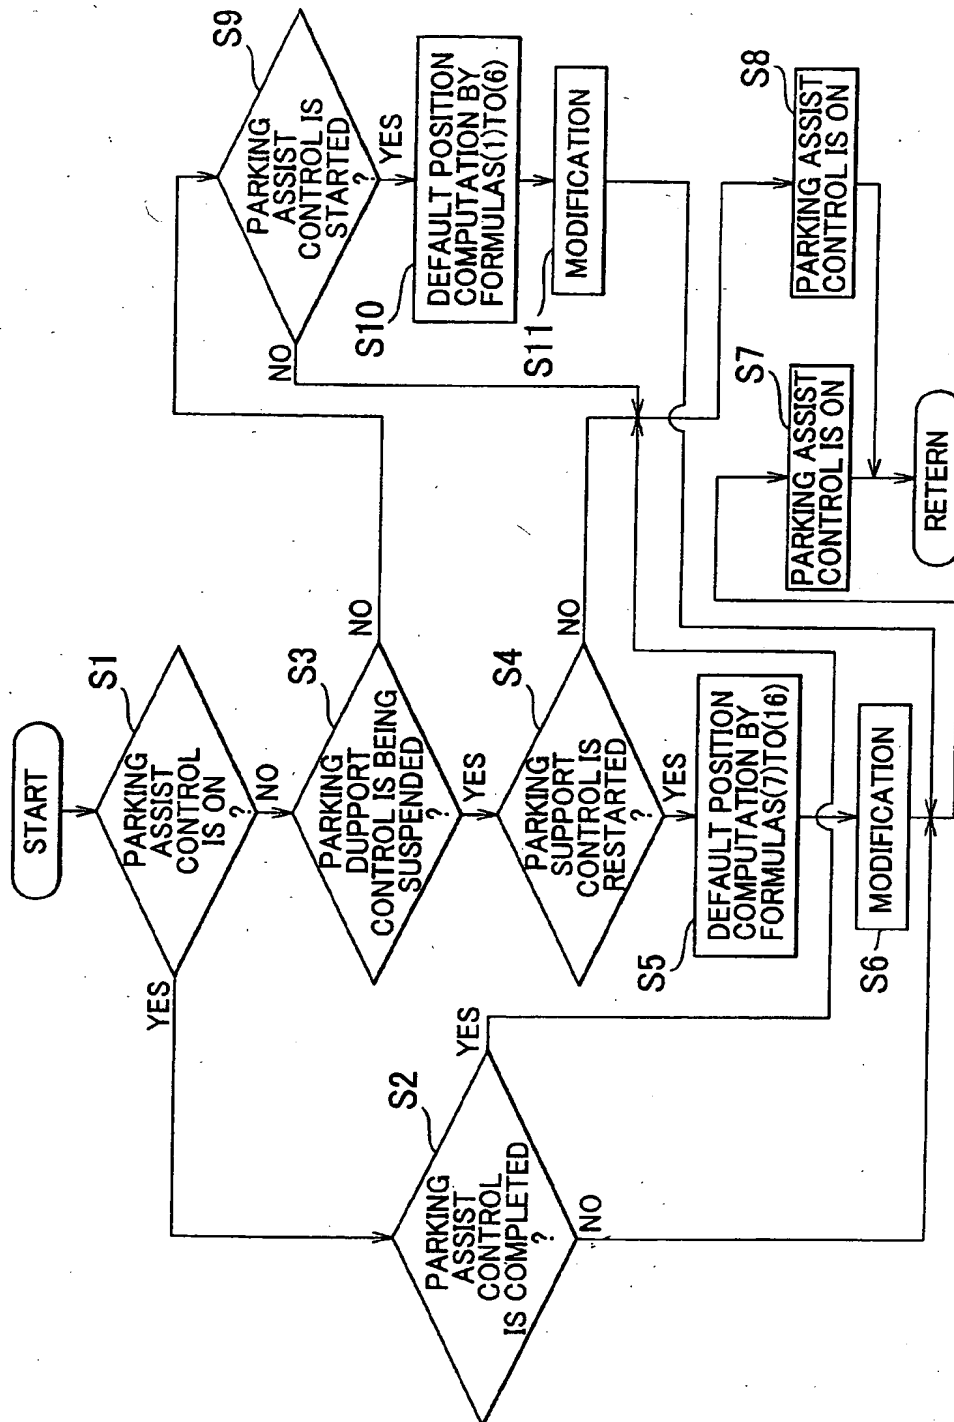 START
S1
PARKING
ASSIST
CONTROL
IS ON
?
YES
NO
S2
PARKING
ASSIST
CONTROL
IS COMPLETED
?
YES
NO
S3
PARKING
DUPPORT
CONTROL IS BEING
SUSPENDED
?
NO
YES
S4
PARKING
SUPPORT
CONTROL IS
RESTARTED
?
NO
YES
S5
DEFAULT POSITION
COMPUTATION BY
FORMULAS(7)TO(16)
S6
MODIFICATION
S9
PARKING
ASSIST
CONTROL IS
STARTED
?
NO
YES
S10
DEFAULT POSITION
COMPUTATION BY
FORMULAS(1)TO(6)
S11
MODIFICATION
S7
PARKING ASSIST
CONTROL IS ON
S8
PARKING ASSIST
CONTROL IS ON
RETERN